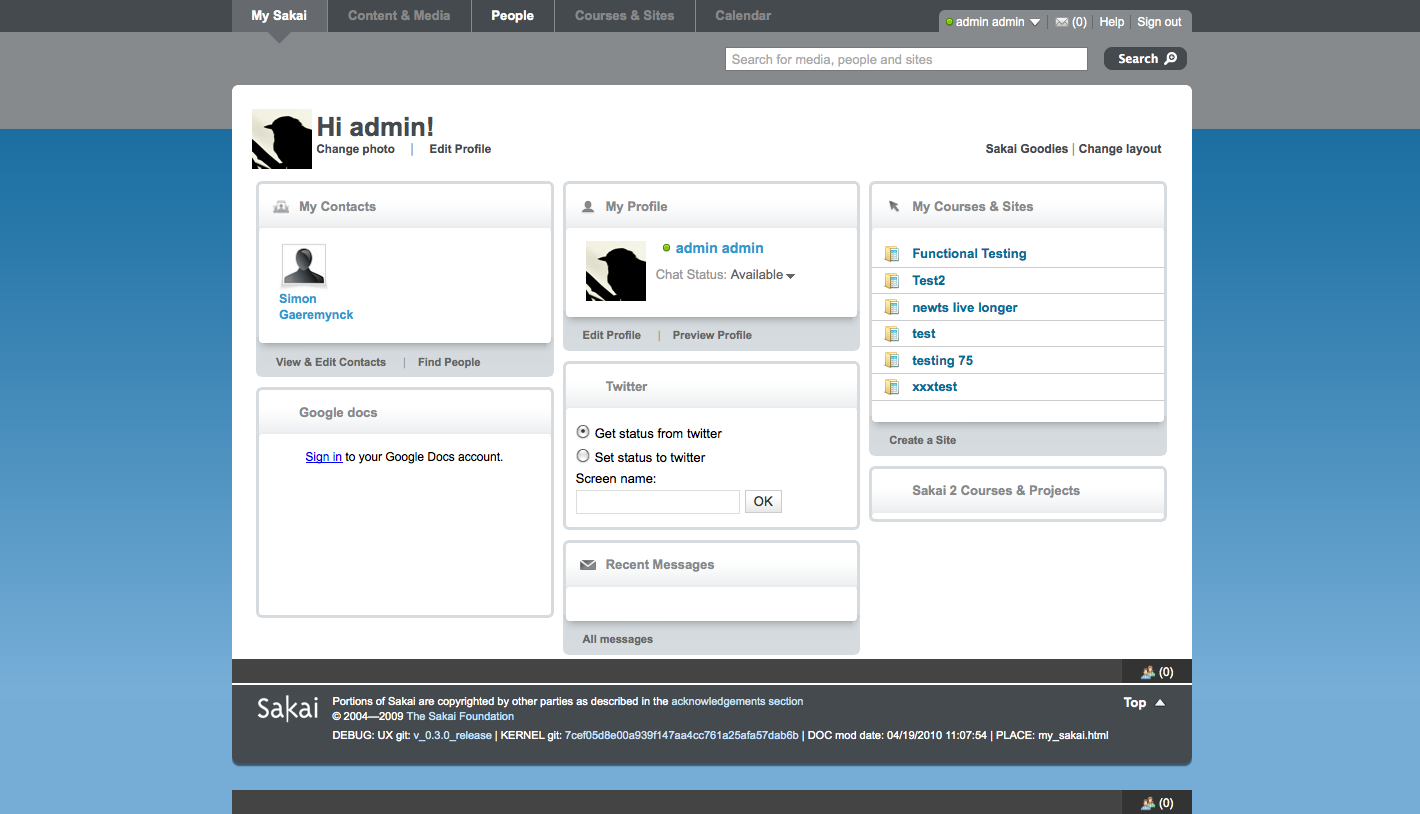 My Sakai
Content & Media
People
Courses & Sites
Calendar
admin admin
(0)
Help
Sign out
Search for media, people and sites
Search
Hi admin!
Change photo | Edit Profile
Sakai Goodies | Change layout
My Contacts
Simon
Gaeremynck
View & Edit Contacts | Find People
Google docs
Sign in to your Google Docs account.
My Profile
admin admin
Chat Status: Available
Edit Profile | Preview Profile
Twitter
Get status from twitter
Set status to twitter
Screen name:
OK
Recent Messages
All messages
My Courses & Sites
Functional Testing
Test2
newts live longer
test
testing 75
xxxtest
Create a Site
Sakai 2 Courses & Projects
(0)
Sakai
Portions of Sakai are copyrighted by other parties as described in the acknowledgements section
© 2004—2009 The Sakai Foundation
DEBUG: UX git: v_0.3.0_release | KERNEL git: 7cef05d8e00a939f147aa4cc761a25afa57dab6b | DOC mod date: 04/19/2010 11:07:54 | PLACE: my_sakai.html
Top
(0)